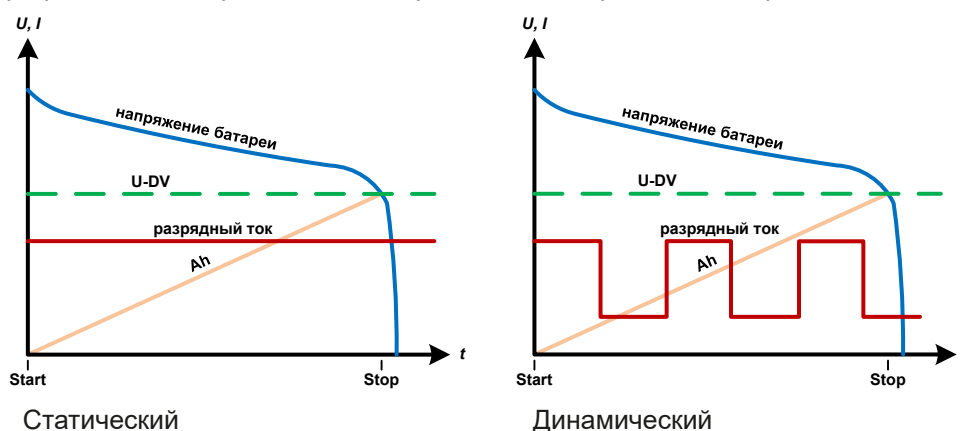 U, I
напряжение батареи
U-DV
разрядный ток
Ah
t
Start
Stop
Статический
U, I
напряжение батареи
U-DV
разрядный ток
Ah
Start
Stop
Динамический